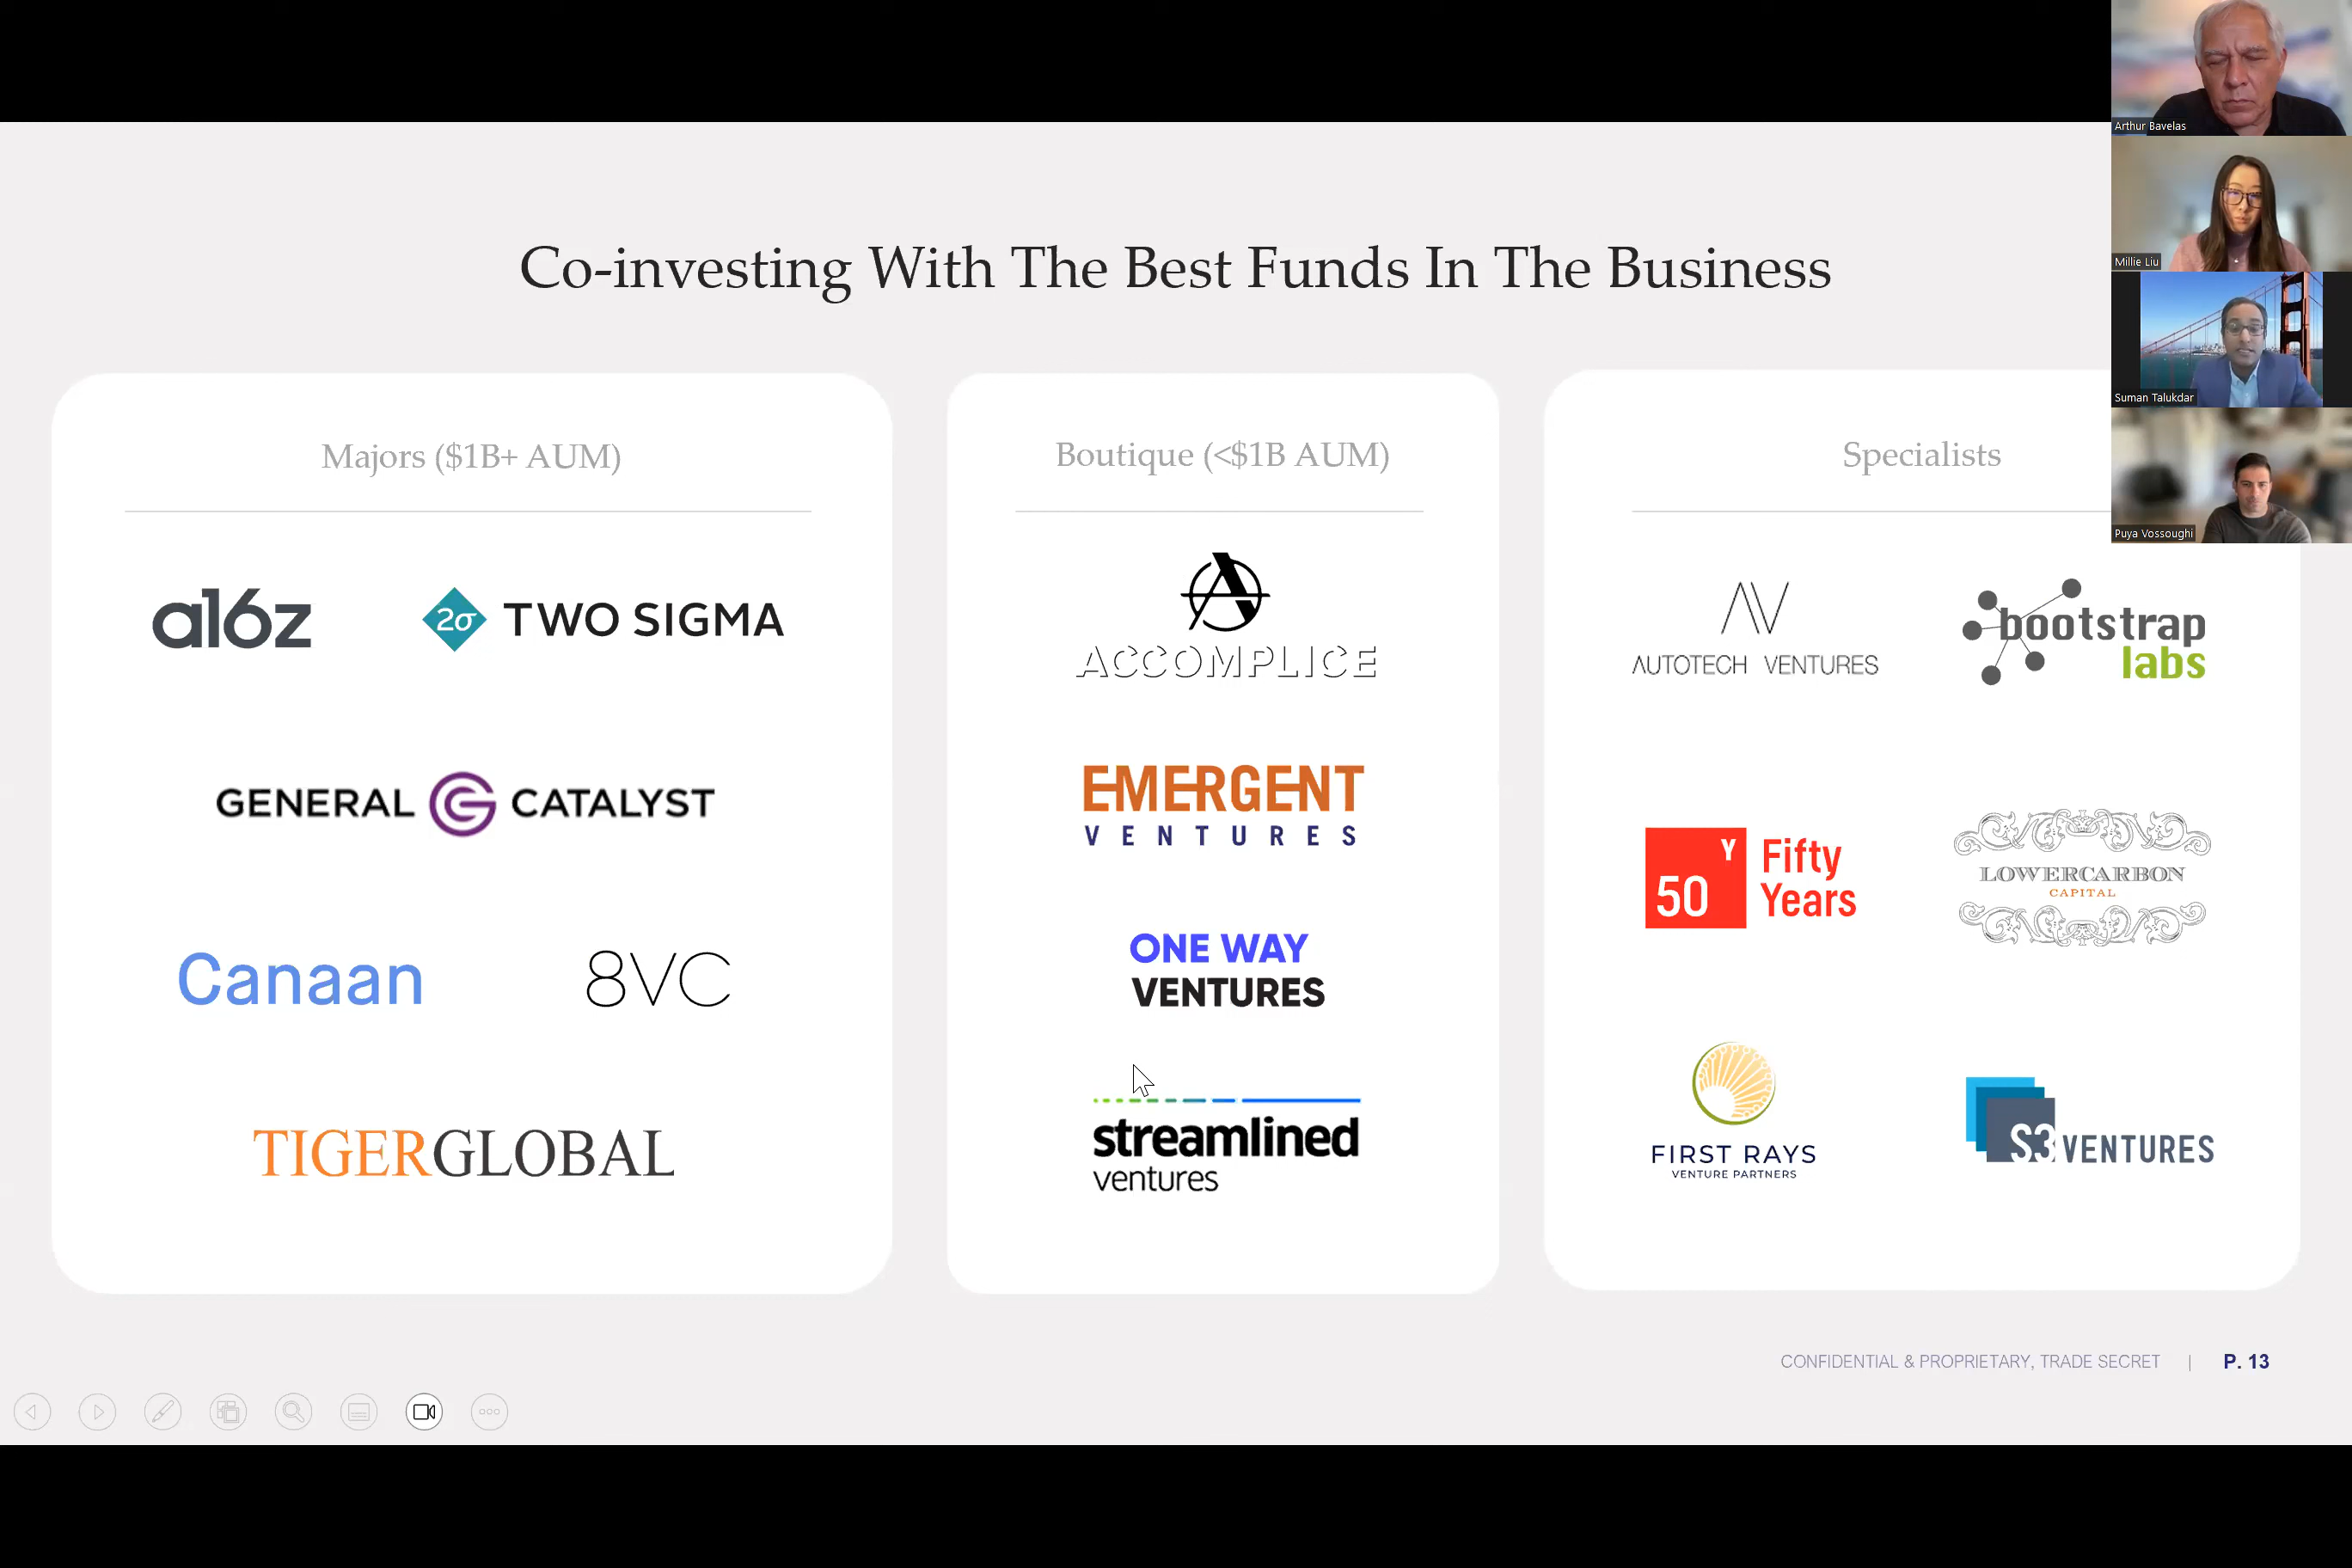 Co-investing With The Best Funds In The Business
Majors ($1B+ AUM)
a16z
2σ TWO SIGMA
GENERAL CATALYST
Canaan
8VC
TIGERGLOBAL
Boutique (<$1B AUM)
A
ACCOMPLICE
EMERGENT
VENTURES
ONE WAY
VENTURES
streamlined
ventures
Specialists
AV
AUTOTECH VENTURES
bootstrap
labs
50Y Fifty
Years
LOWERCARBON
CAPITAL
FIRST RAYS
VENTURE PARTNERS
S3 VENTURES
CONFIDENTIAL & PROPRIETARY, TRADE SECRET | P. 13
Arthur Bavelas
Millie Liu
Suman Talukdar
Puya Vossoughi